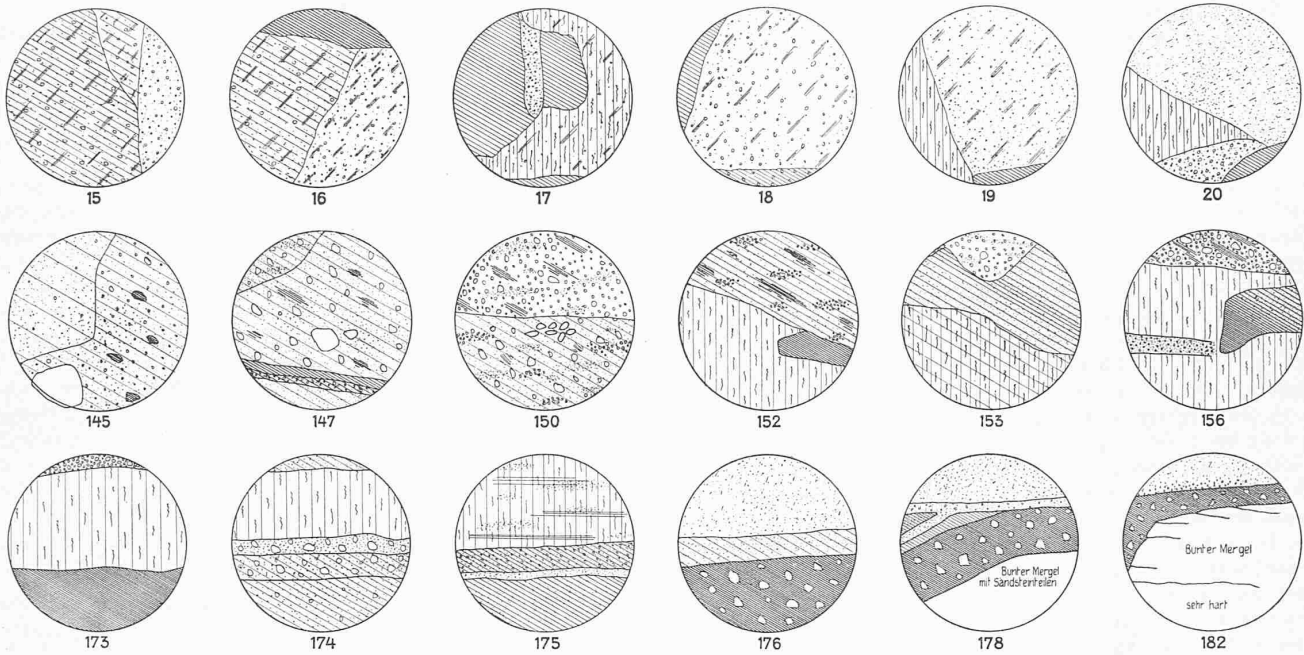 15 16 17 18 19 20
145 147 150 152 153 156
Bunter Mergel
mit Sandsteinteilen
Bunter Mergel
sehr hart
173 174 175 176 178 182